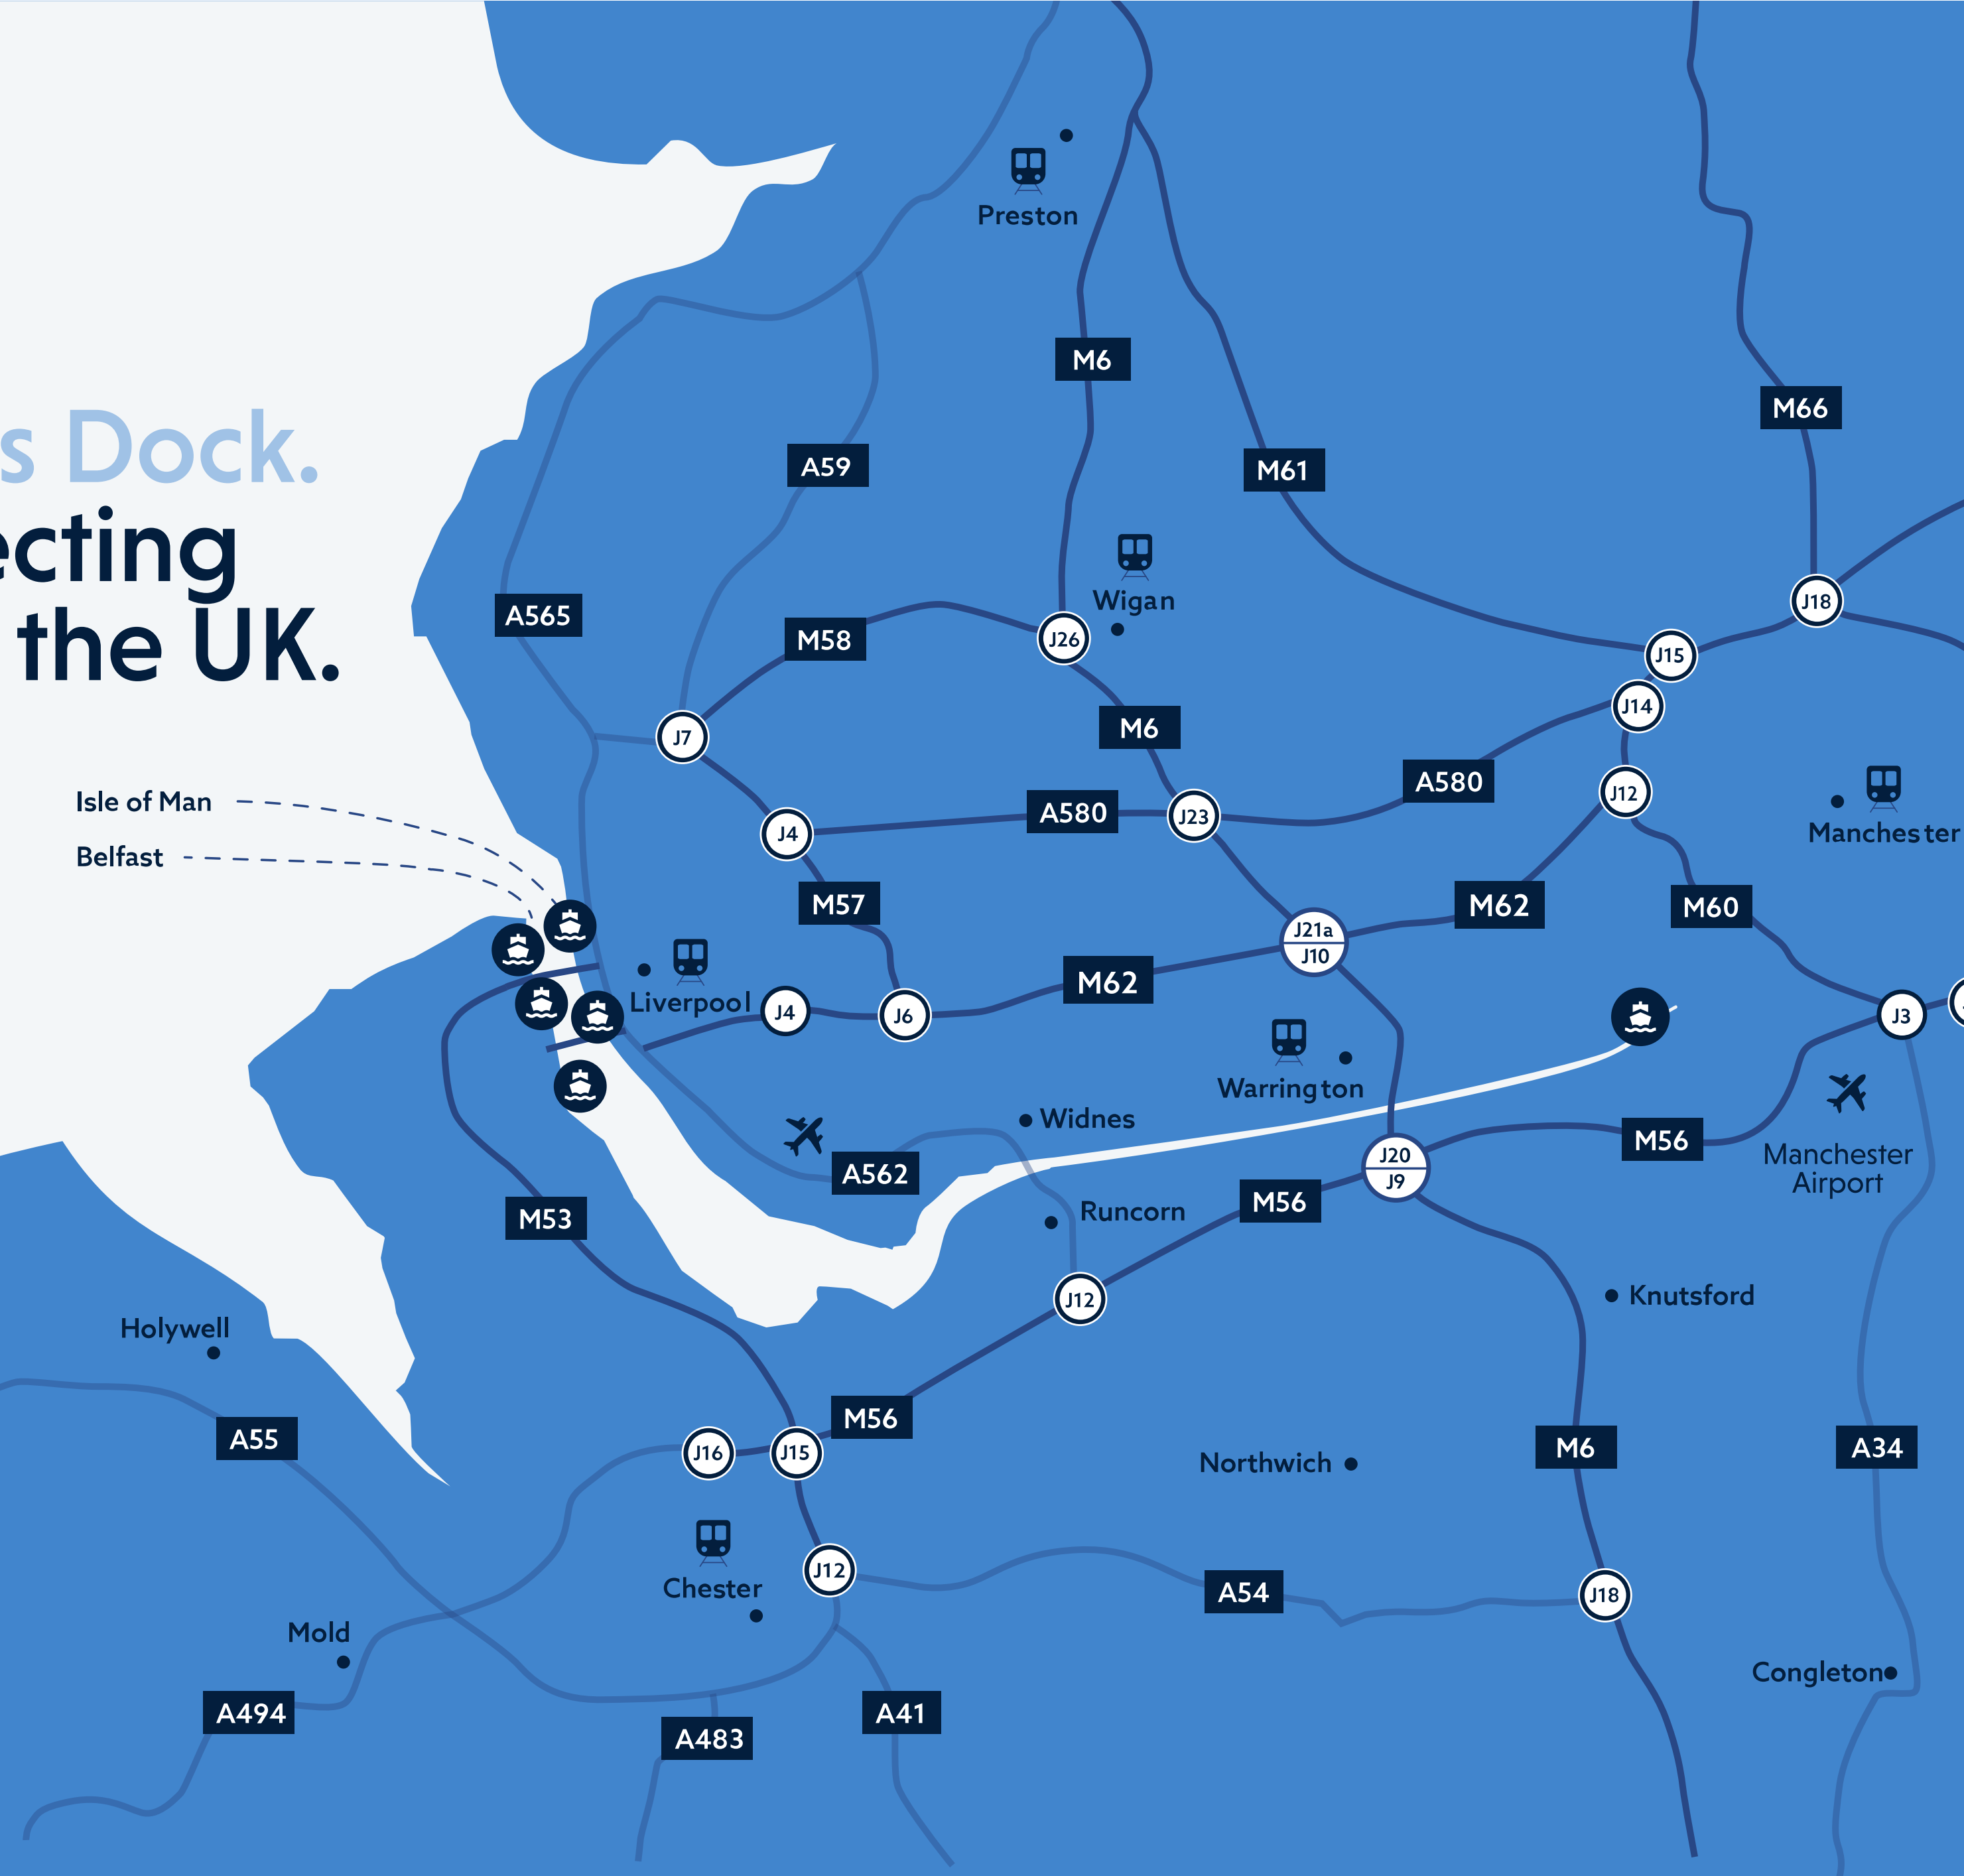 s Dock.
ecting
the UK.
Isle of Man
Belfast
Preston
M6
M66
A59
M61
Wigan
A565
M58
J26
J18
J15
J14
M6
J7
A580
J12
A580
J23
J4
Manchester
M57
M62
M60
J21a
J10
M62
Liverpool
J4
J6
J3
Warrington
Widnes
M56
Manchester
Airport
A562
J20
J9
M56
Runcorn
M53
J12
Knutsford
Holywell
M56
A55
J16
J15
M6
A34
Northwich
J12
Chester
A54
J18
Mold
Congleton
A494
A41
A483